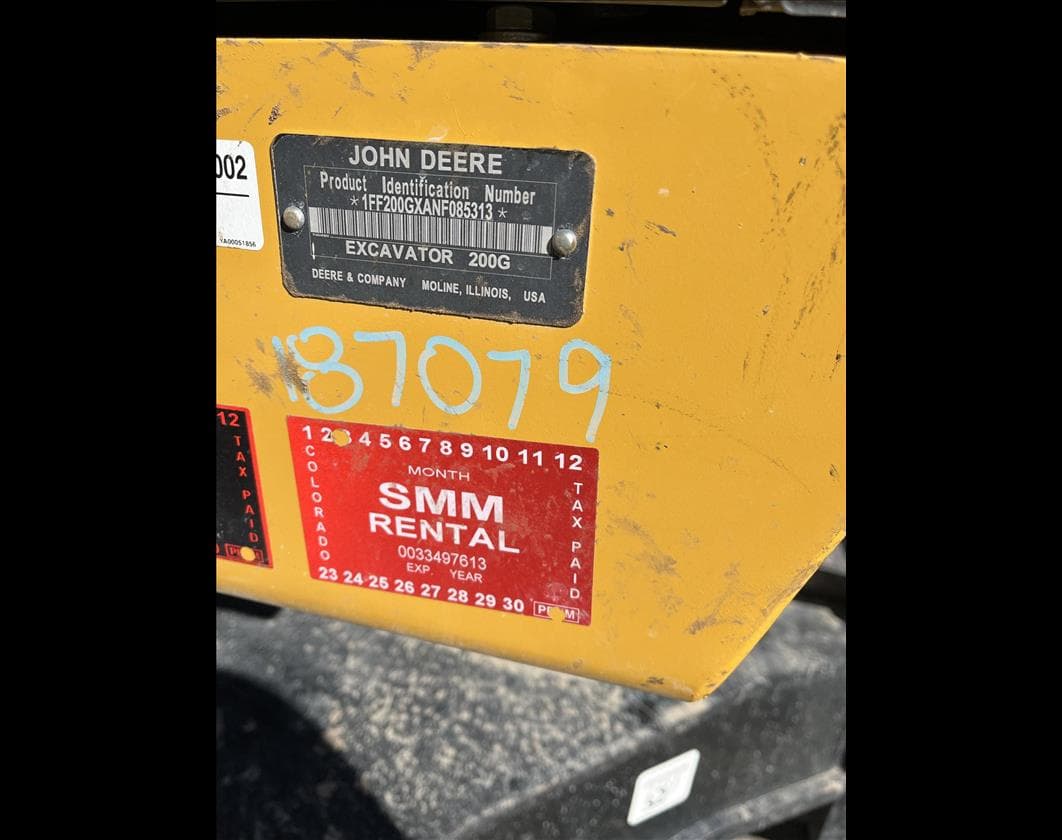 002
YA00051856
JOHN DEERE
Product Identification Number
*1FF200GXANF085313*
EXCAVATOR 200G
DEERE & COMPANY MOLINE, ILLINOIS, USA
187079
12
TAX PAID
1 2 4 5 6 7 8 9 10 11 12
MONTH
COLORADO
SMM
RENTAL
TAX PAID
0033497613
EXP. YEAR
23 24 25 26 27 28 29 30